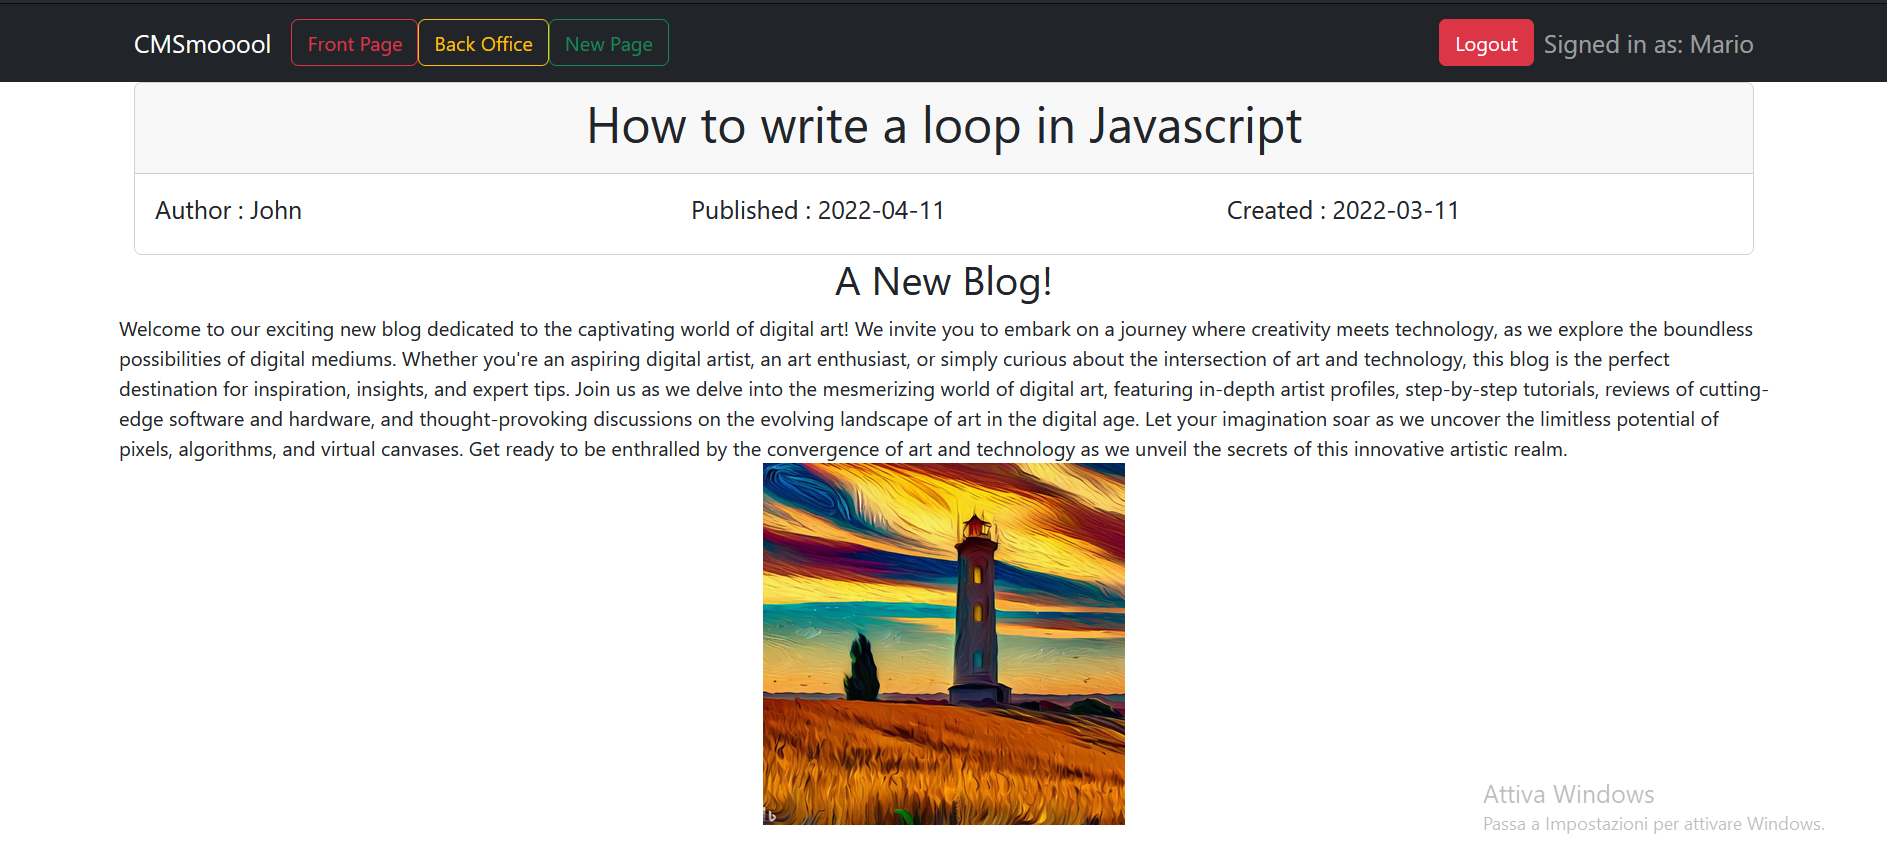 CMSmooool Front Page Back Office New Page Logout Signed in as: Mario
How to write a loop in Javascript
Author : John Published : 2022-04-11 Created : 2022-03-11
A New Blog!
Welcome to our exciting new blog dedicated to the captivating world of digital art! We invite you to embark on a journey where creativity meets technology, as we explore the boundless
possibilities of digital mediums. Whether you're an aspiring digital artist, an art enthusiast, or simply curious about the intersection of art and technology, this blog is the perfect
destination for inspiration, insights, and expert tips. Join us as we delve into the mesmerizing world of digital art, featuring in-depth artist profiles, step-by-step tutorials, reviews of cutting-
edge software and hardware, and thought-provoking discussions on the evolving landscape of art in the digital age. Let your imagination soar as we uncover the limitless potential of
pixels, algorithms, and virtual canvases. Get ready to be enthralled by the convergence of art and technology as we unveil the secrets of this innovative artistic realm.
Attiva Windows
Passa a Impostazioni per attivare Windows.